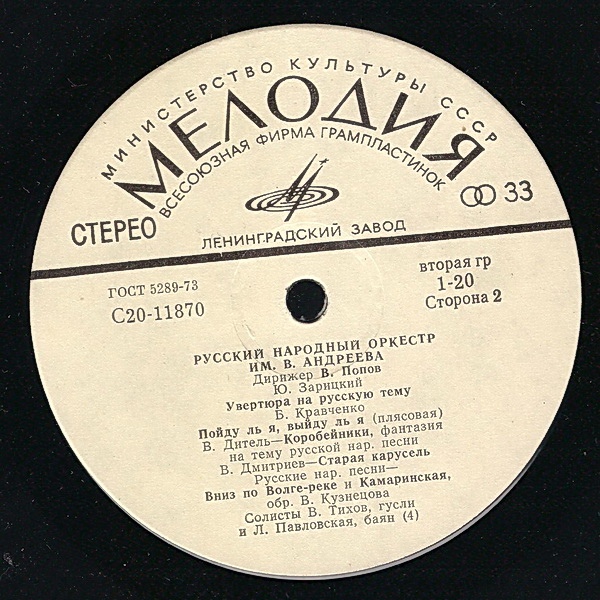 МИНИСТЕРСТВО КУЛЬТУРЫ СССР
МЕЛОДИЯ
ВСЕСОЮЗНАЯ ФИРМА ГРАМПЛАСТИНОК
СТЕРЕО
33
ЛЕНИНГРАДСКИЙ ЗАВОД
ГОСТ 5289-73
С20-11870
вторая гр
1-20
Сторона 2
РУССКИЙ НАРОДНЫЙ ОРКЕСТР
ИМ. В. АНДРЕЕВА
Дирижер В. Попов
Ю. Зарицкий
Увертюра на русскую тему
Б. Кравченко
Пойду ль я, выйду ль я (плясовая)
В. Дитель—Коробейники, фантазия
на тему русской нар. песни
В. Дмитриев—Старая карусель
Русские нар. песни—
Вниз по Волге-реке и Камаринская,
обр. В. Кузнецова
Солисты В. Тихов, гусли
и Л. Павловская, баян (4)